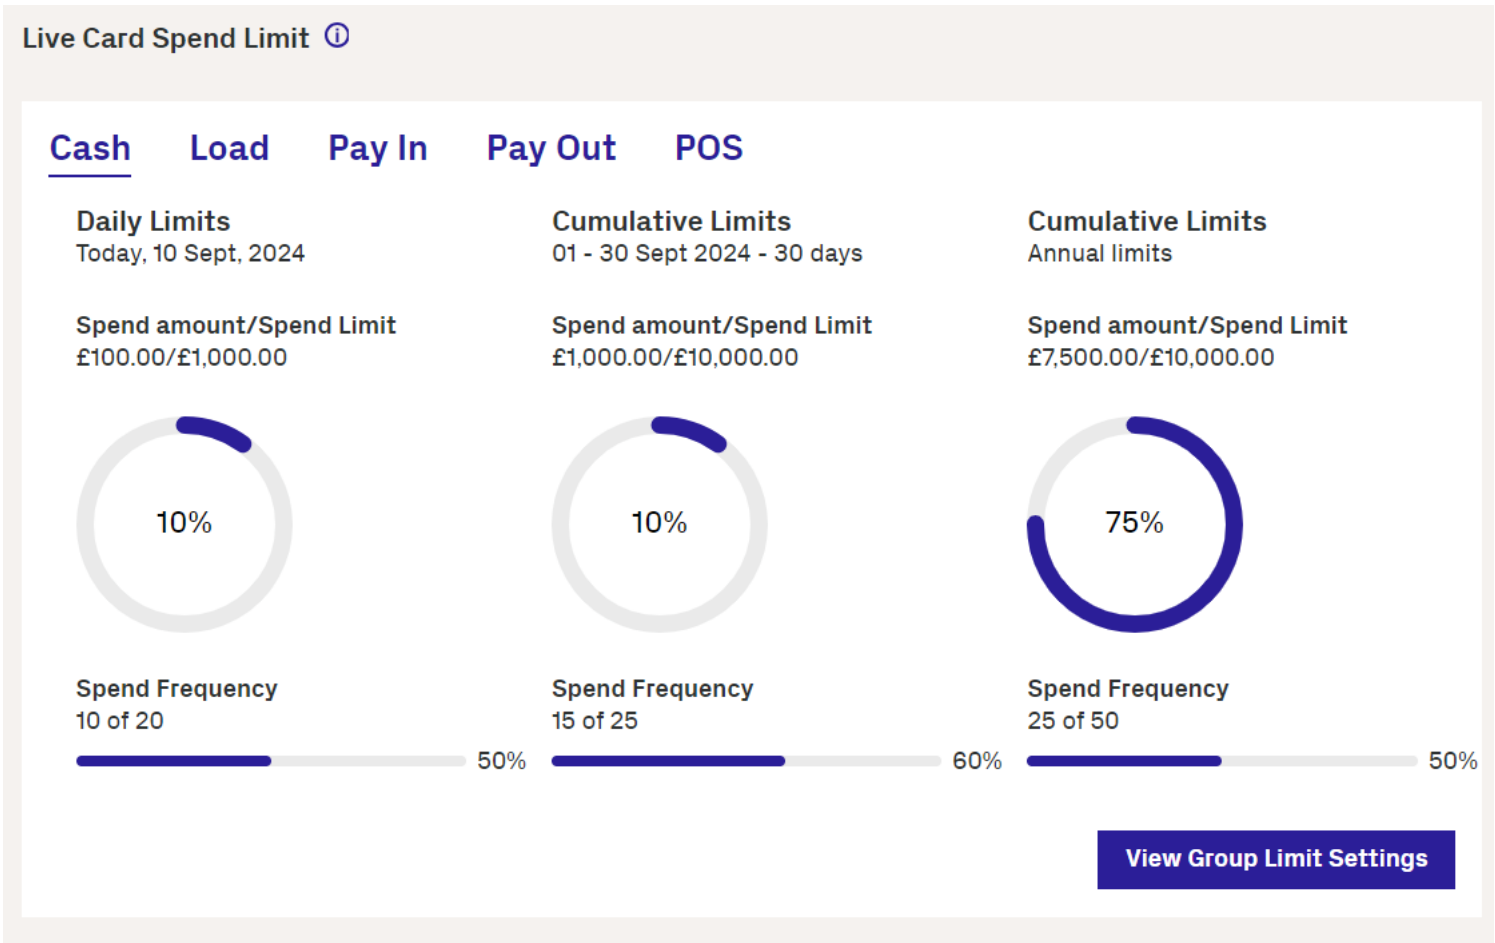 Live Card Spend Limit
Cash Load Pay In Pay Out POS
Daily Limits
Today, 10 Sept, 2024
Spend amount/Spend Limit
£100.00/£1,000.00
10%
Spend Frequency
10 of 20
50%
Cumulative Limits
01 - 30 Sept 2024 - 30 days
Spend amount/Spend Limit
£1,000.00/£10,000.00
10%
Spend Frequency
15 of 25
60%
Cumulative Limits
Annual limits
Spend amount/Spend Limit
£7,500.00/£10,000.00
75%
Spend Frequency
25 of 50
50%
View Group Limit Settings